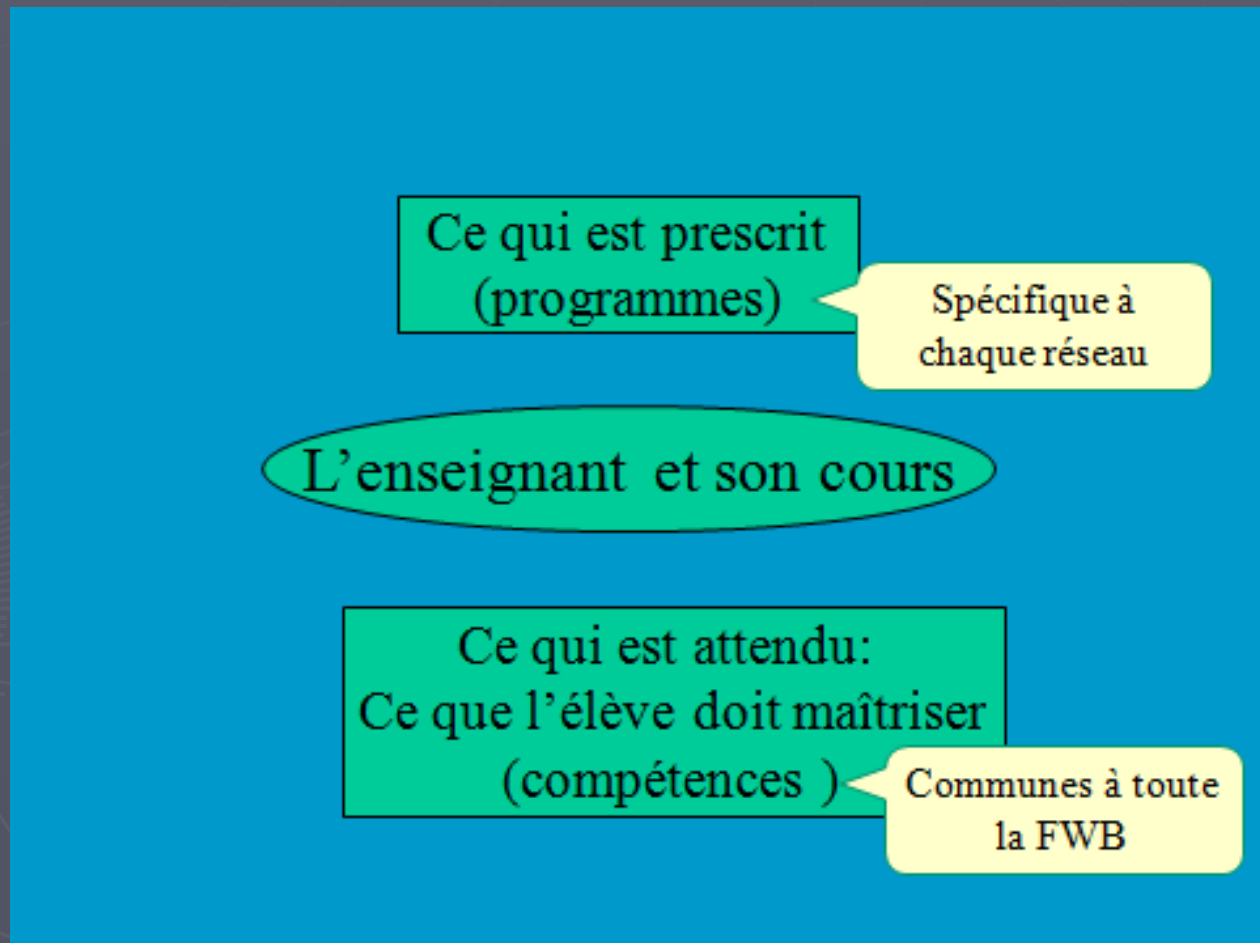 Ce qui est prescrit
(programmes)
Spécifique à
chaque réseau
L’enseignant et son cours
Ce qui est attendu:
Ce que l’élève doit maîtriser
(compétences )
Communes à toute
la FWB